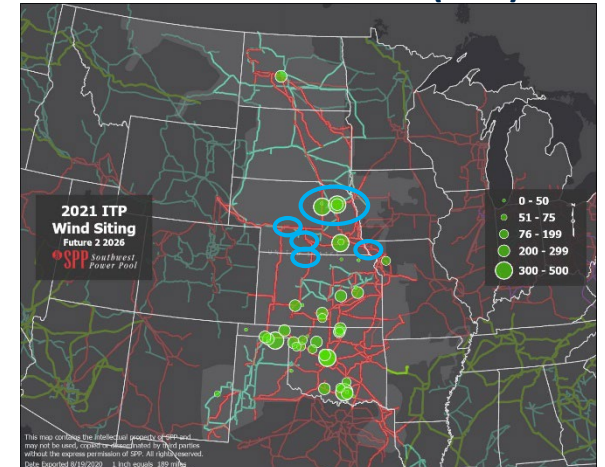 2021 ITP
Wind Siting
Future 2 2026
SPP Southwest
Power Pool
0 - 50
51 - 75
76 - 199
200 - 299
300 - 500
This map contains the intellectual property of SPP and
may not be used, copied or disseminated by third parties
without the express permission of SPP. All rights reserved.
Date Exported 8/19/2020 1 inch equals 189 miles